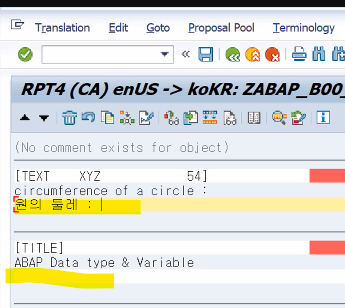 Translation Edit Goto Proposal Pool Terminology
RPT4 (CA) enUS -> koKR: ZABAP_B00_
(No comment exists for object)
[TEXT XYZ 54]
circumference of a circle :
원의 둘레 :
[TITLE]
ABAP Data type & Variable